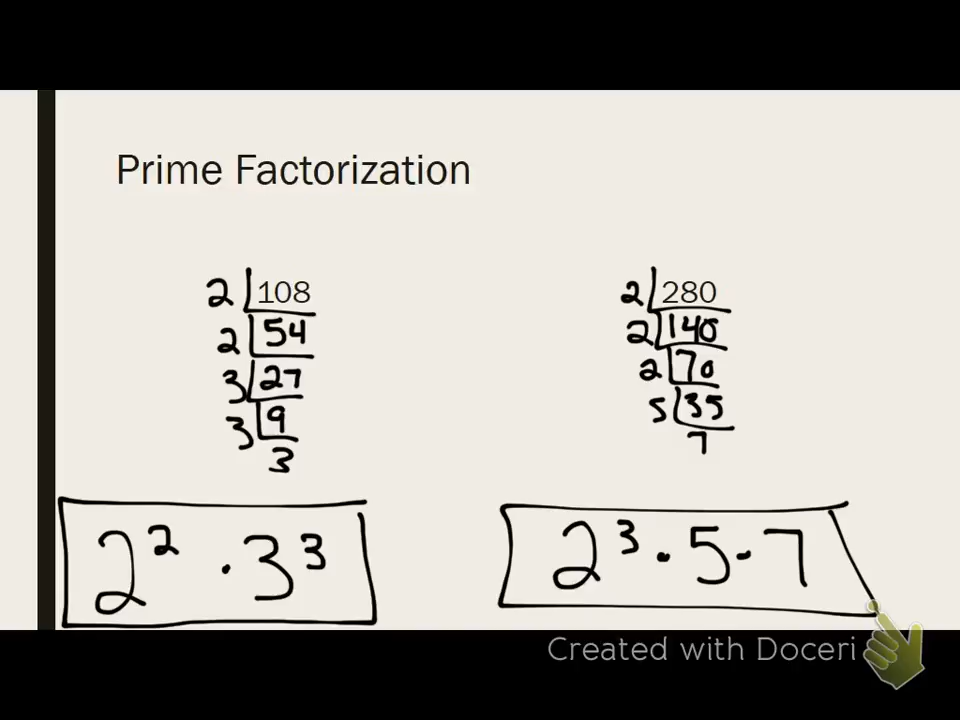 Prime Factorization
2 108
2 54
3 27
3 9
3
2² · 3³
2 280
2 140
2 70
5 35
7
2³ · 5 · 7
Created with Doceri